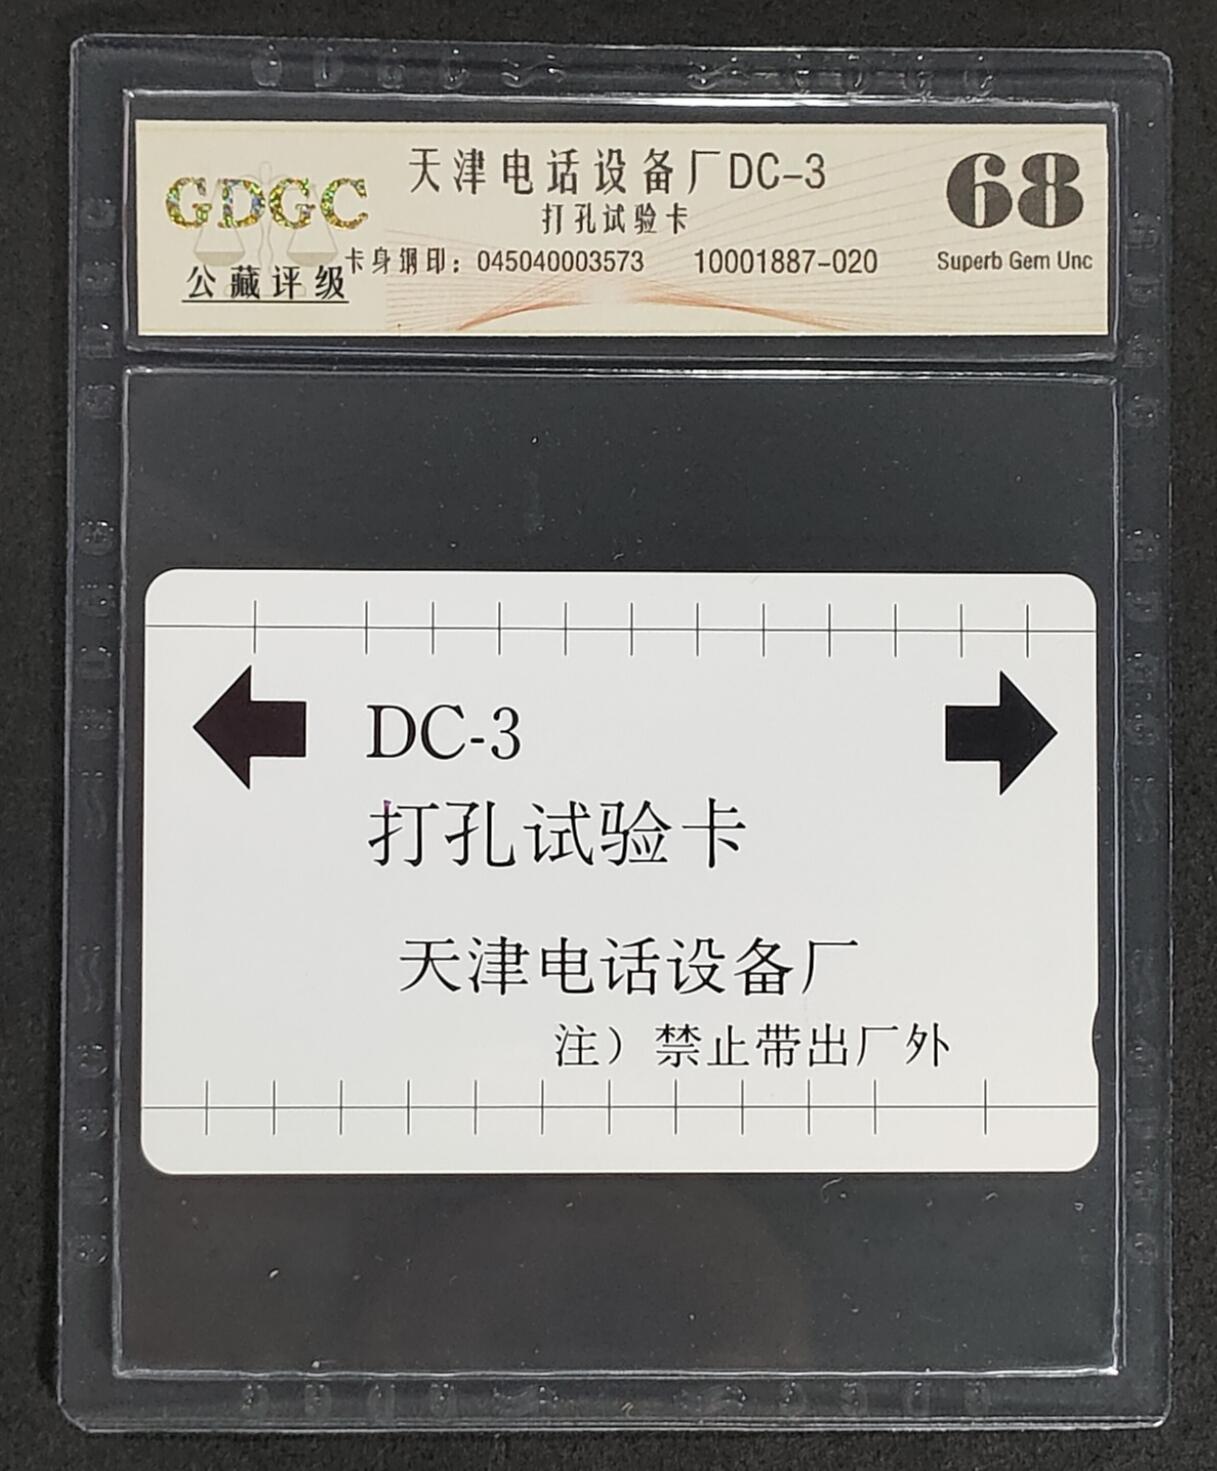 天津电话设备厂DC-3
GDGC
68
打孔试验卡
卡身钢印：045040003573 10001887-020
Superb Gem Unc
公藏评级
DC-3
打孔试验卡
天津电话设备厂
注）禁止带出厂外